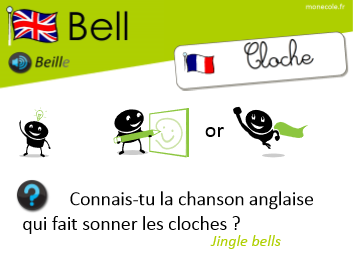 monecole.fr
Bell
Beille
Cloche
or
?
Connais-tu la chanson anglaise
qui fait sonner les cloches ?
Jingle bells